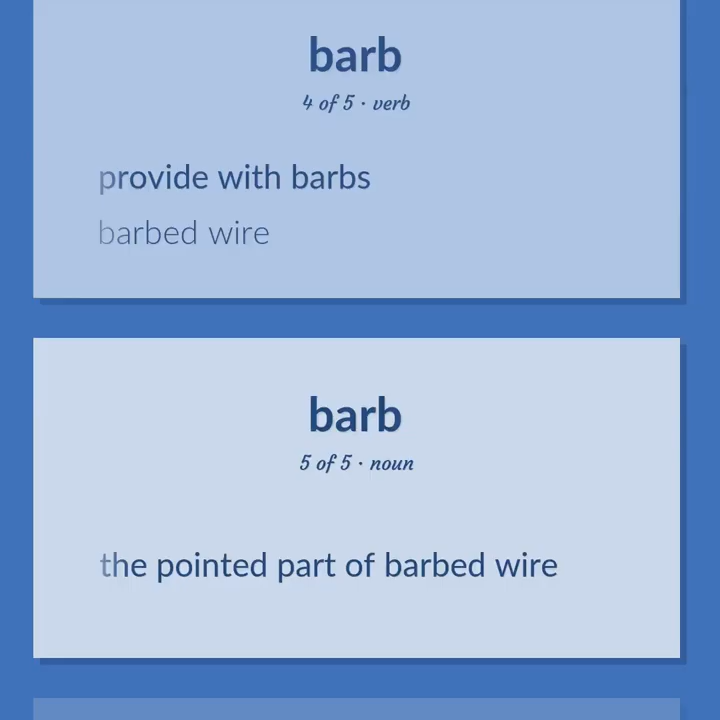 barb
4 of 5 · verb
provide with barbs
barbed wire
barb
5 of 5 · noun
the pointed part of barbed wire